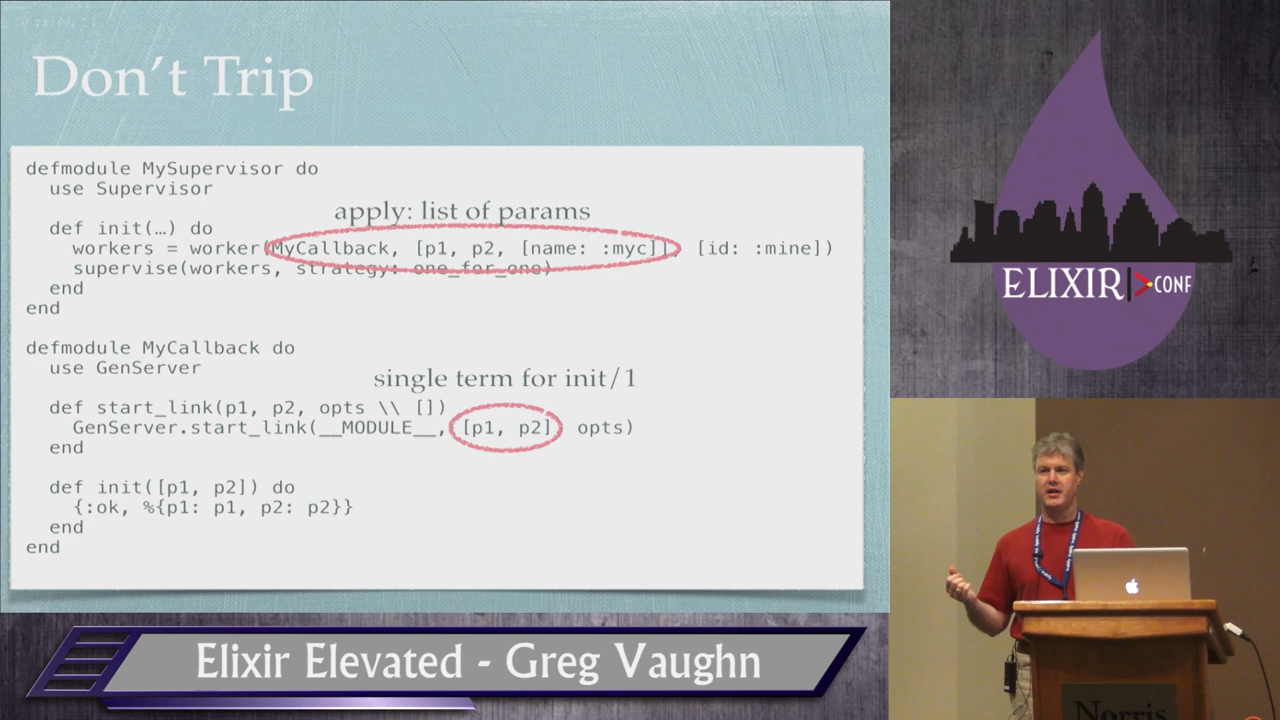 Don't Trip
defmodule MySupervisor do
use Supervisor
apply: list of params
def init(…) do
workers = worker(MyCallback, [p1, p2, [name: :myc]], [id: :mine])
supervise(workers, strategy: one_for_one)
end
end
defmodule MyCallback do
use GenServer
single term for init/1
def start_link(p1, p2, opts \\ [])
GenServer.start_link(__MODULE__, [p1, p2] opts)
end
def init([p1, p2]) do
{:ok, %{p1: p1, p2: p2}}
end
end
ELIXIR|>CONF
Elixir Elevated - Greg Vaughn
Norris